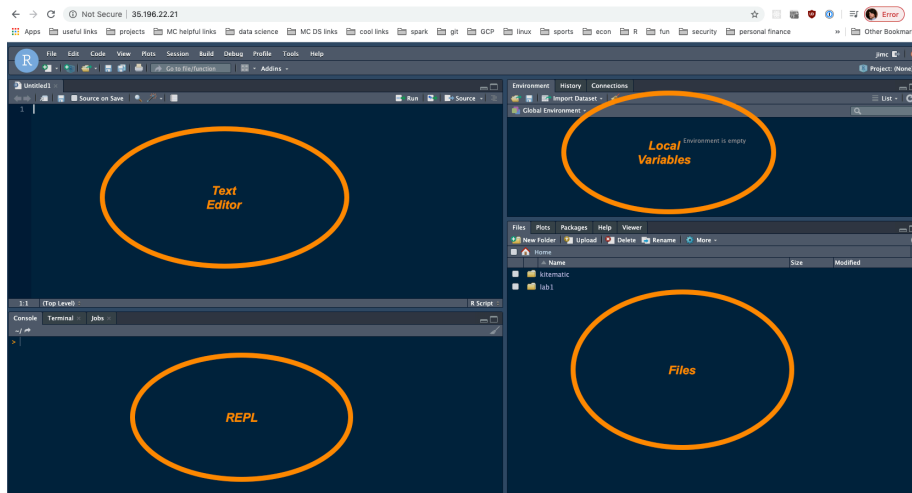 Not Secure | 35.196.22.21 Error
Apps useful links projects MC helpful links data science MC DS links cool links spark git GCP linux sports econ R fun security personal finance » Other Bookmar
R File Edit Code View Plots Session Build Debug Profile Tools Help jimc
Go to file/function Addins Project: (None
Untitled1
Source on Save Run Source
1
Text
Editor
1:1 (Top Level) R Script
Console Terminal Jobs
~/
>
REPL
Environment History Connections
Import Dataset List
Global Environment
Environment is empty
Local
Variables
Files Plots Packages Help Viewer
New Folder Upload Delete Rename More
Home
Name Size Modified
kitematic
lab1
Files